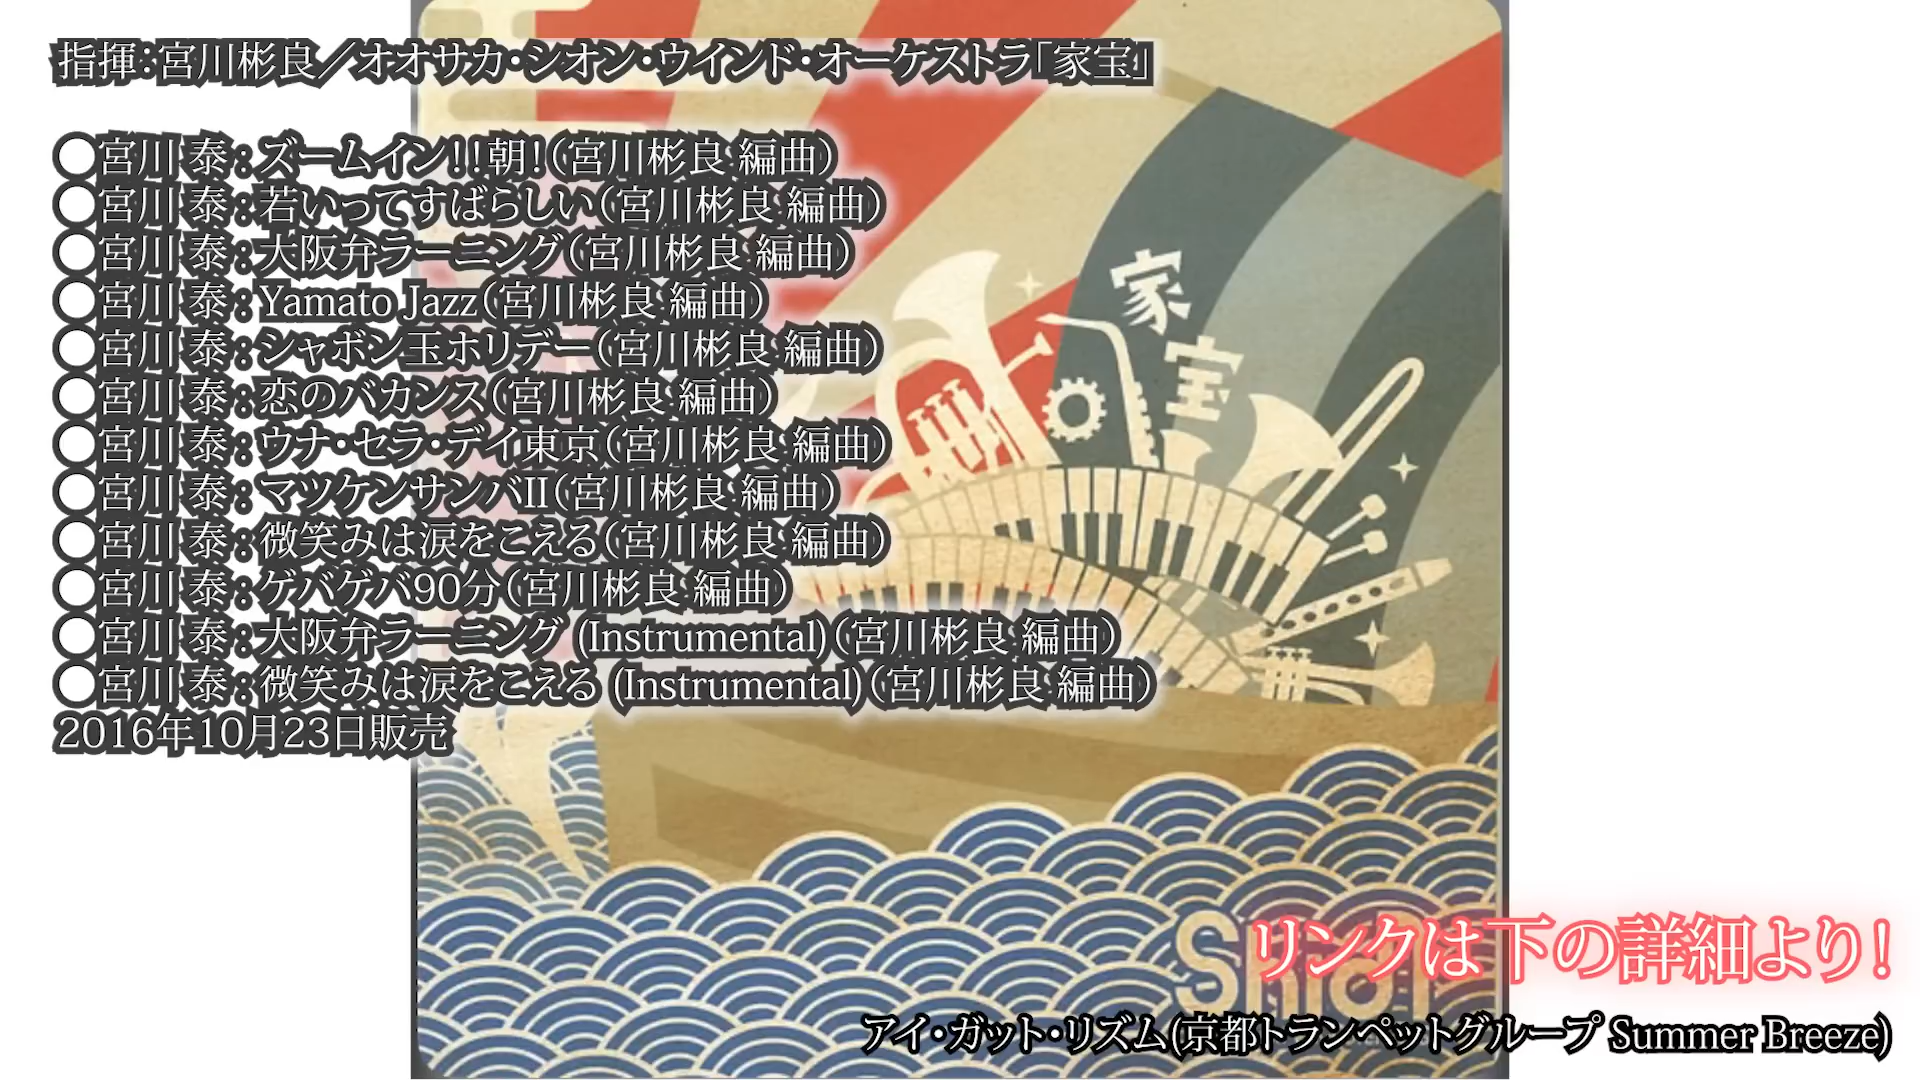 指揮：宮川彬良／オオサカ・シオン・ウインド・オーケストラ「家宝」
●宮川 泰：ズームイン！！朝！（宮川彬良 編曲）
●宮川 泰：若いってすばらしい（宮川彬良 編曲）
●宮川 泰：大阪弁ラーニング（宮川彬良 編曲）
●宮川 泰：Yamato Jazz（宮川彬良 編曲）
●宮川 泰：シャボン玉ホリデー（宮川彬良 編曲）
●宮川 泰：恋のバカンス（宮川彬良 編曲）
●宮川 泰：ウナ・セラ・デイ東京（宮川彬良 編曲）
●宮川 泰：マツケンサンバII（宮川彬良 編曲）
●宮川 泰：微笑みは涙をこえる（宮川彬良 編曲）
●宮川 泰：ゲバゲバ90分（宮川彬良 編曲）
●宮川 泰：大阪弁ラーニング (Instrumental)（宮川彬良 編曲）
●宮川 泰：微笑みは涙をこえる (Instrumental)（宮川彬良 編曲）
2016年10月23日販売
家宝
Shion
リンクは下の詳細より！
アイ・ガット・リズム(京都トランペットグループ Summer Breeze)